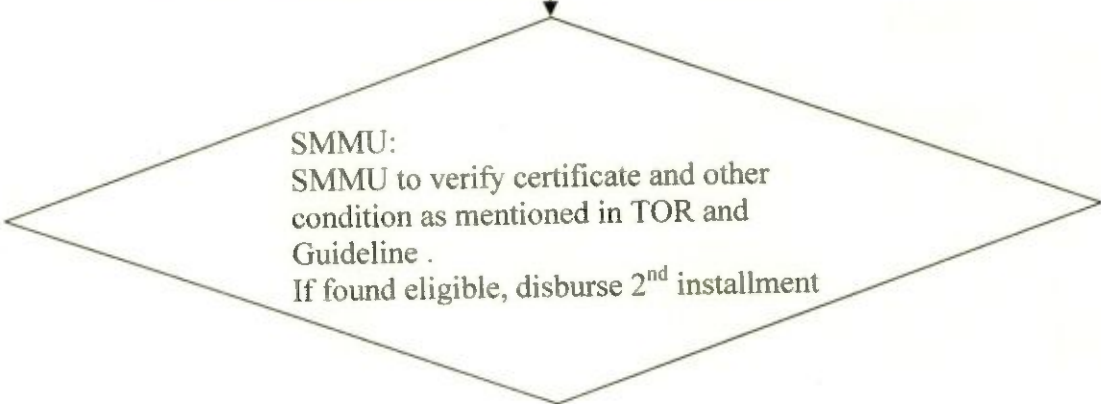 SMMU:
SMMU to verify certificate and other
condition as mentioned in TOR and
Guideline .
If found eligible, disburse 2nd installment